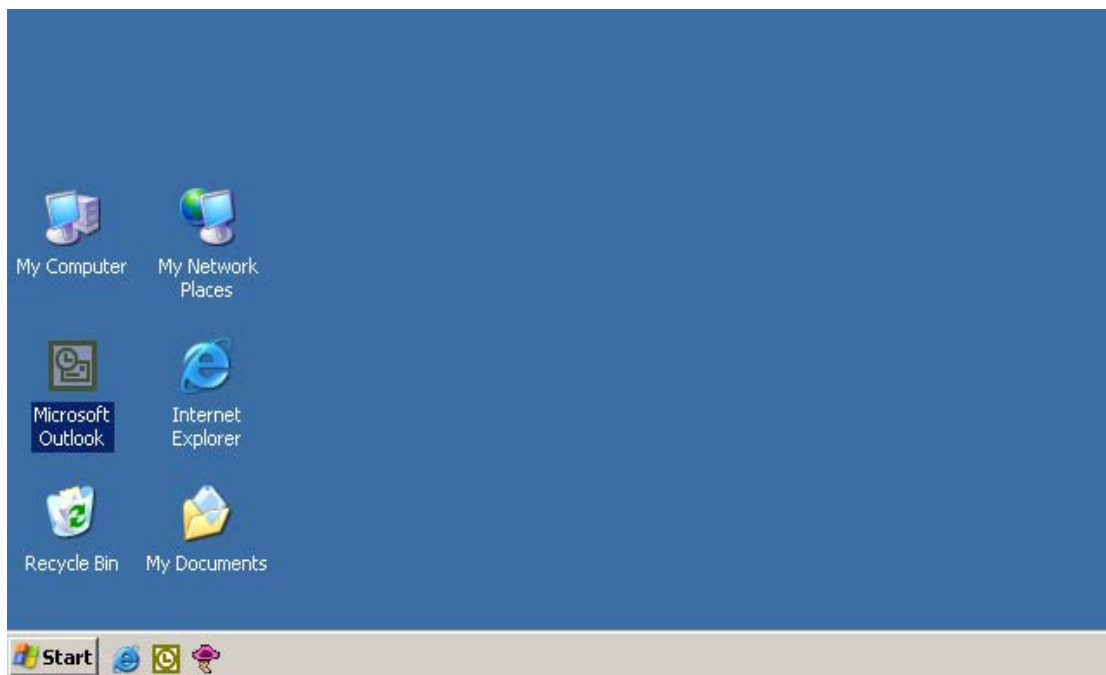 My Computer
My Network
Places
Microsoft
Outlook
Internet
Explorer
Recycle Bin
My Documents
Start